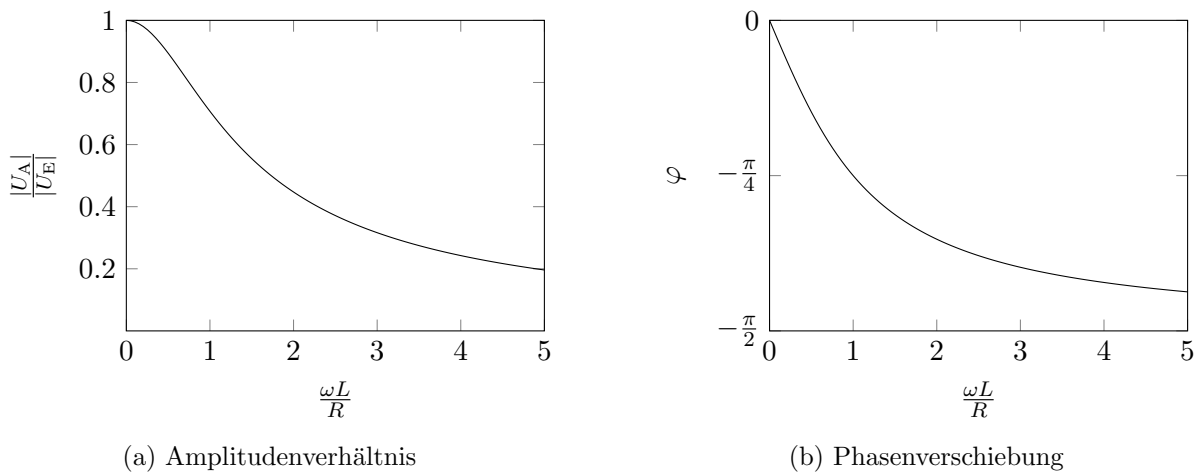 1
0.8
0.6
0.4
0.2
|U_A| / |U_E|
0 1 2 3 4 5
ωL / R
(a) Amplitudenverhältnis
0
−π/4
−π/2
φ
0 1 2 3 4 5
ωL / R
(b) Phasenverschiebung